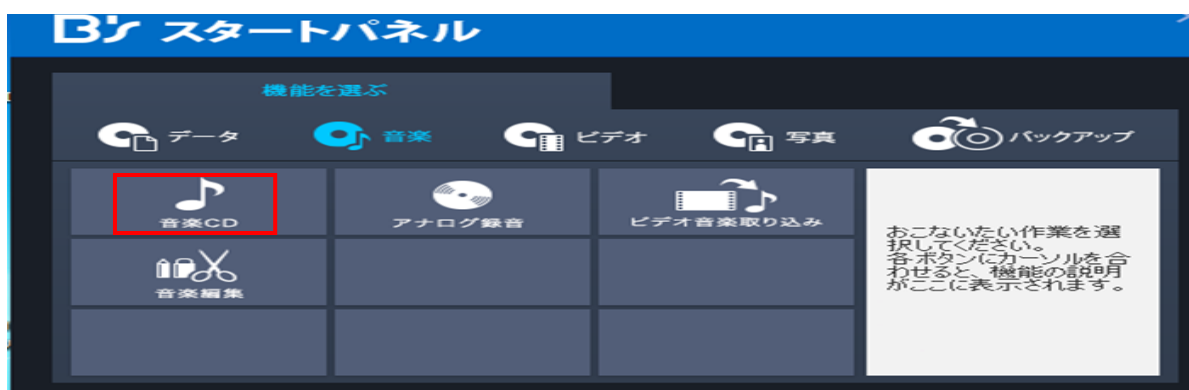 B's スタートパネル
機能を選ぶ
データ 音楽 ビデオ 写真 バックアップ
音楽CD アナログ録音 ビデオ音楽取り込み
音楽編集
おこないたい作業を選
択してください。
各ボタンにカーソルを合
わせると、機能の説明
がここに表示されます。